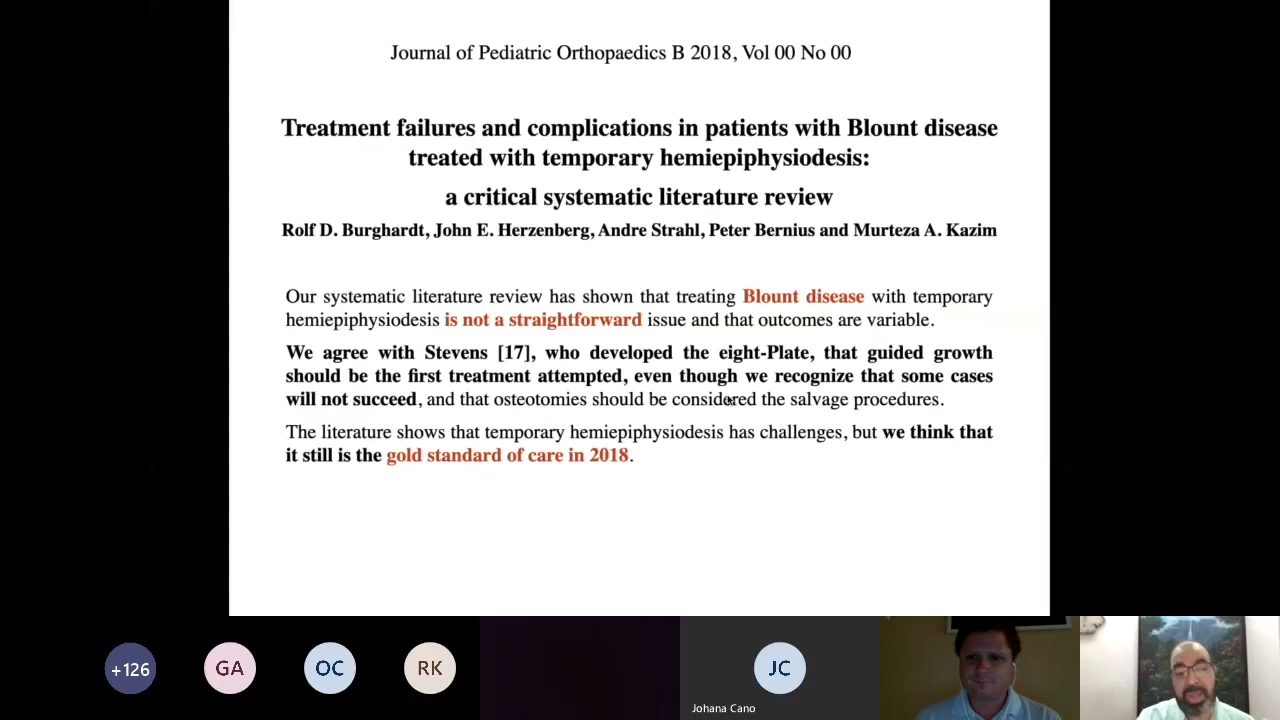 Journal of Pediatric Orthopaedics B 2018, Vol 00 No 00
Treatment failures and complications in patients with Blount disease
treated with temporary hemiepiphysiodesis:
a critical systematic literature review
Rolf D. Burghardt, John E. Herzenberg, Andre Strahl, Peter Bernius and Murteza A. Kazim
Our systematic literature review has shown that treating Blount disease with temporary
hemiepiphysiodesis is not a straightforward issue and that outcomes are variable.
We agree with Stevens [17], who developed the eight-Plate, that guided growth
should be the first treatment attempted, even though we recognize that some cases
will not succeed, and that osteotomies should be considered the salvage procedures.
The literature shows that temporary hemiepiphysiodesis has challenges, but we think that
it still is the gold standard of care in 2018.
+126
GA
OC
RK
JC
Johana Cano